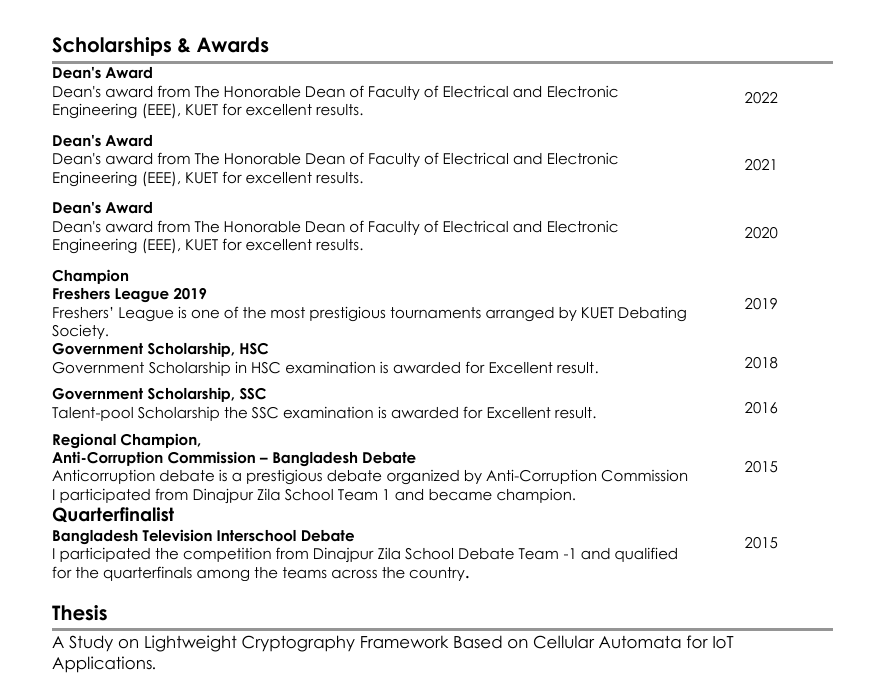 Scholarships & Awards
Dean's Award
Dean's award from The Honorable Dean of Faculty of Electrical and Electronic
Engineering (EEE), KUET for excellent results.
2022
Dean's Award
Dean's award from The Honorable Dean of Faculty of Electrical and Electronic
Engineering (EEE), KUET for excellent results.
2021
Dean's Award
Dean's award from The Honorable Dean of Faculty of Electrical and Electronic
Engineering (EEE), KUET for excellent results.
2020
Champion
Freshers League 2019
Freshers’ League is one of the most prestigious tournaments arranged by KUET Debating
Society.
2019
Government Scholarship, HSC
Government Scholarship in HSC examination is awarded for Excellent result.
2018
Government Scholarship, SSC
Talent-pool Scholarship the SSC examination is awarded for Excellent result.
2016
Regional Champion,
Anti-Corruption Commission – Bangladesh Debate
Anticorruption debate is a prestigious debate organized by Anti-Corruption Commission
I participated from Dinajpur Zila School Team 1 and became champion.
2015
Quarterfinalist
Bangladesh Television Interschool Debate
I participated the competition from Dinajpur Zila School Debate Team -1 and qualified
for the quarterfinals among the teams across the country.
2015
Thesis
A Study on Lightweight Cryptography Framework Based on Cellular Automata for IoT
Applications.